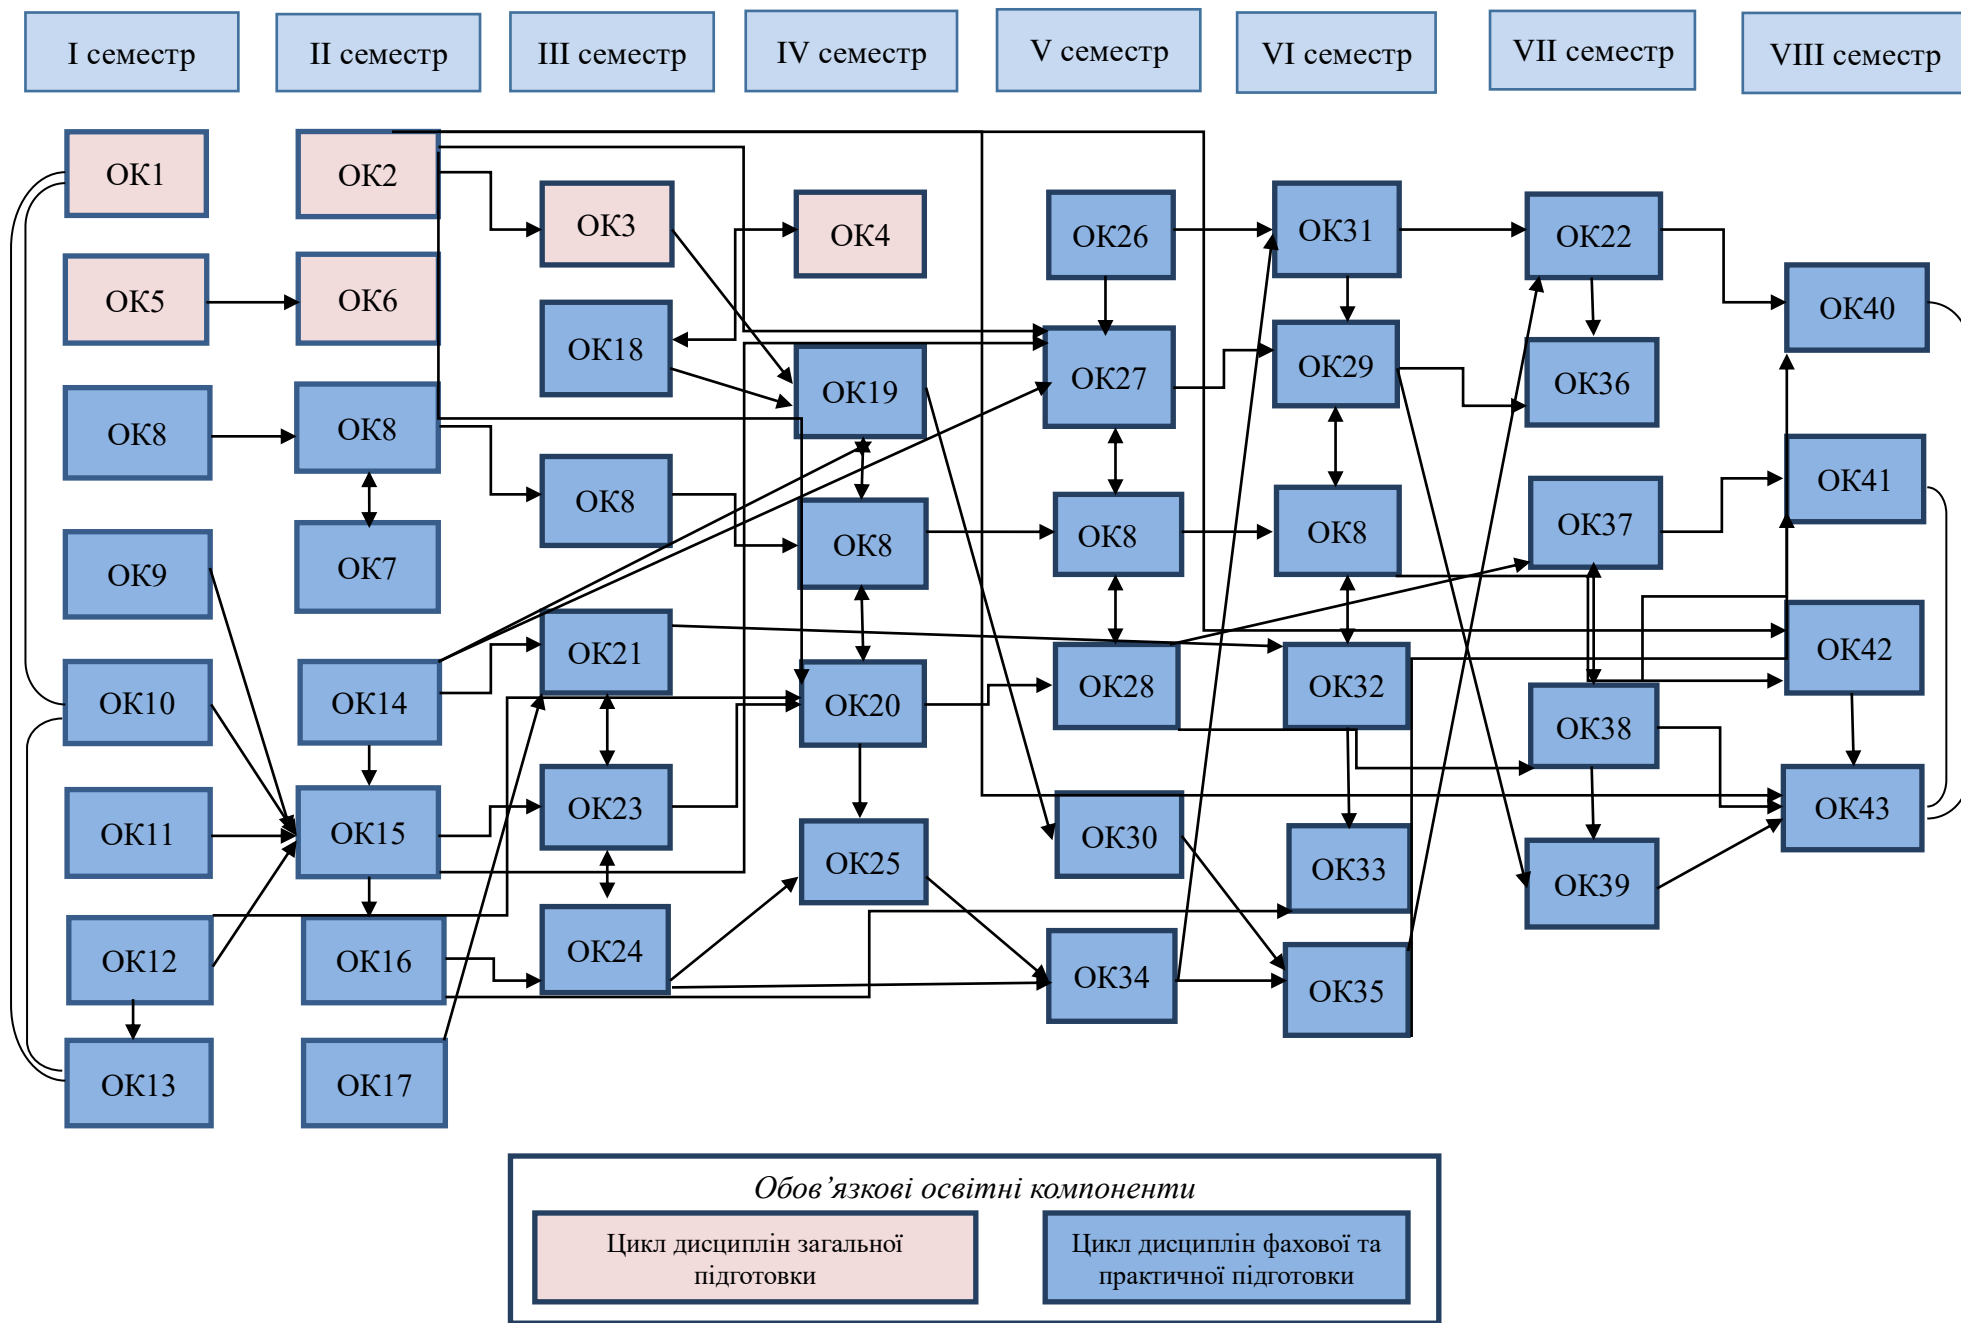 І семестр
ІІ семестр
ІІІ семестр
IV семестр
V семестр
VI семестр
VII семестр
VIII семестр
ОК1
ОК5
ОК8
ОК9
ОК10
ОК11
ОК12
ОК13
ОК2
ОК6
ОК8
ОК7
ОК14
ОК15
ОК16
ОК17
ОК3
ОК18
ОК8
ОК21
ОК23
ОК24
ОК4
ОК19
ОК8
ОК20
ОК25
ОК26
ОК27
ОК8
ОК28
ОК30
ОК34
ОК31
ОК29
ОК8
ОК32
ОК33
ОК35
ОК22
ОК36
ОК37
ОК38
ОК39
ОК40
ОК41
ОК42
ОК43
Обов’язкові освітні компоненти
Цикл дисциплін загальної
підготовки
Цикл дисциплін фахової та
практичної підготовки